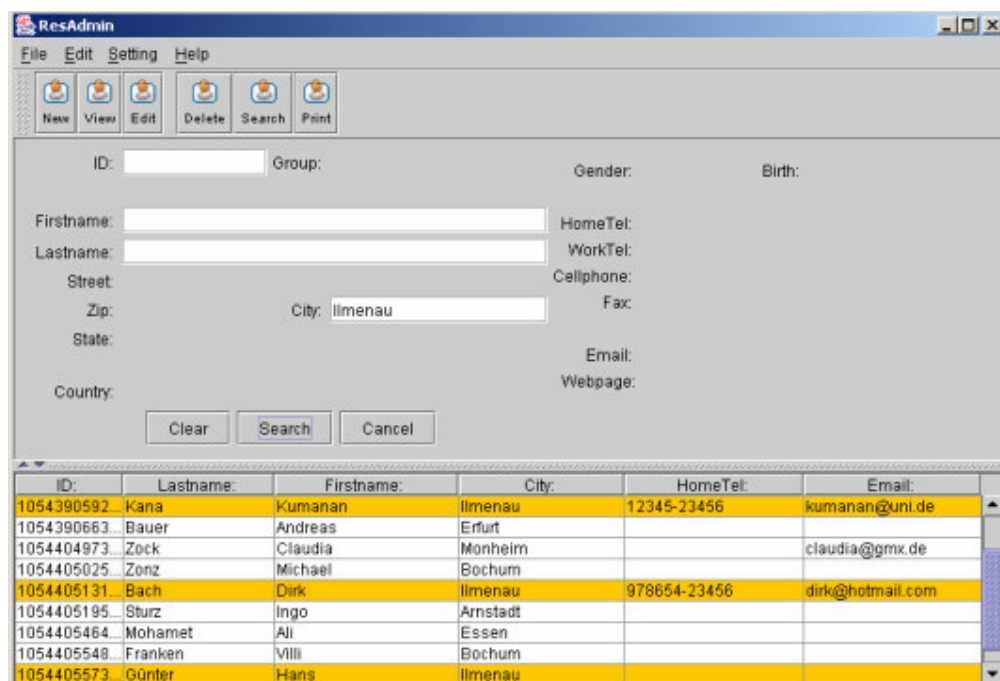 ResAdmin
File Edit Setting Help
New View Edit Delete Search Print
ID: Group: Gender: Birth:
Firstname: HomeTel:
Lastname: WorkTel:
Street: Cellphone:
Zip: City: Ilmenau Fax:
State:
Email:
Country: Webpage:
Clear Search Cancel
ID: Lastname: Firstname: City: HomeTel: Email:
1054390592... Kana Kumanan Ilmenau 12345-23456 kumanan@uni.de
1054390663... Bauer Andreas Erfurt
1054404973... Zock Claudia Monheim claudia@gmx.de
1054405025... Zonz Michael Bochum
1054405131... Bach Dirk Ilmenau 978654-23456 dirk@hotmail.com
1054405195... Sturz Ingo Arnstadt
1054405464... Mohamet Ali Essen
1054405548... Franken Villi Bochum
1054405573... Günter Hans Ilmenau